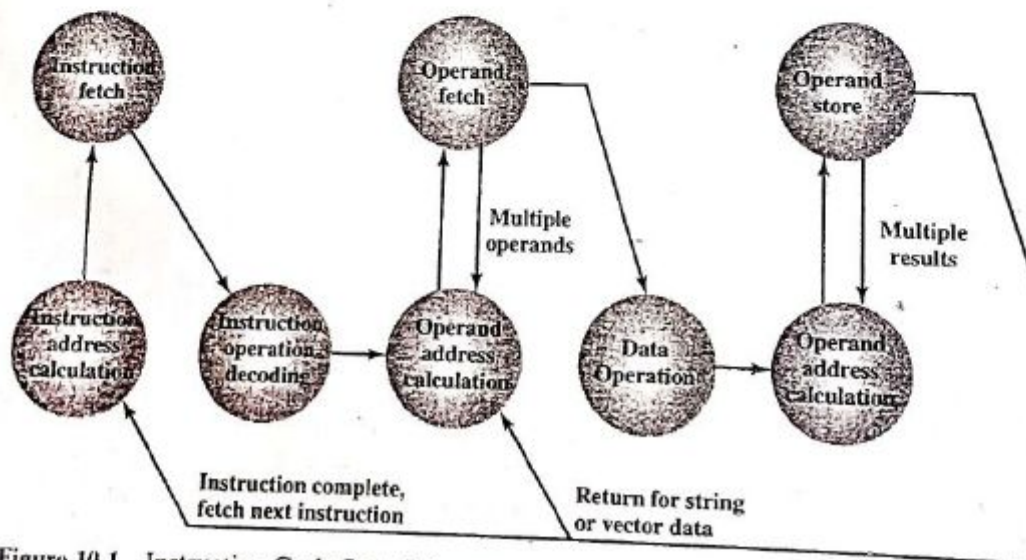 Instruction
fetch
Operand
fetch
Operand
store
Multiple
operands
Multiple
results
Instruction
address
calculation
Instruction
operation
decoding
Operand
address
calculation
Data
Operation
Operand
address
calculation
Instruction complete,
fetch next instruction
Return for string
or vector data
Figure 10.1 Instruction Cycle